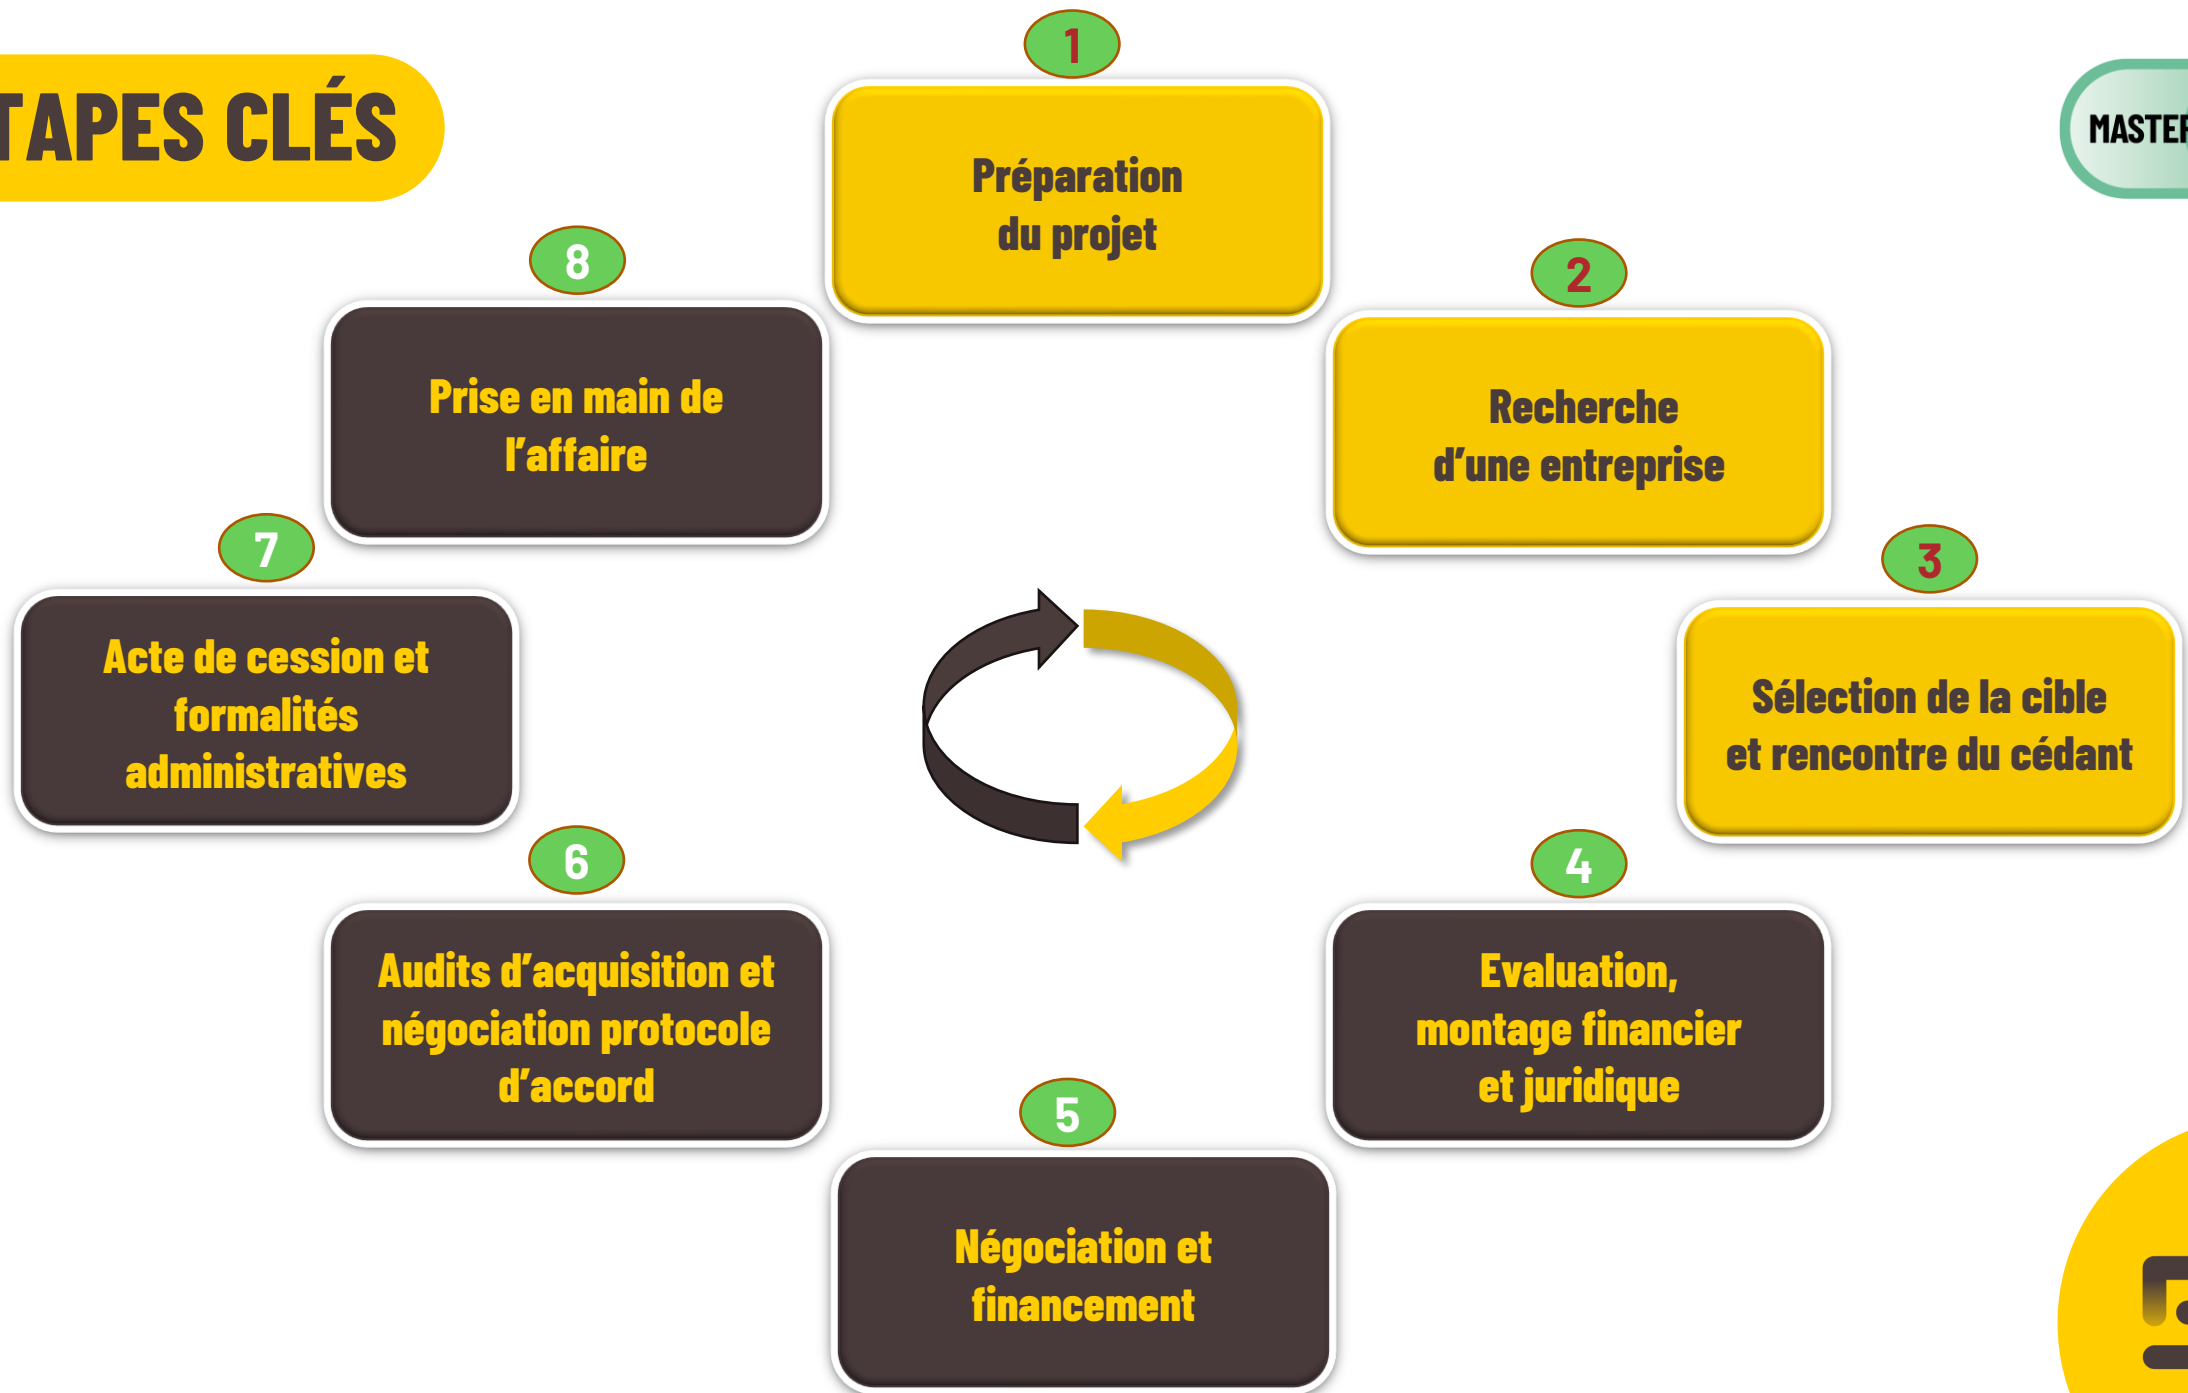 TAPES CLÉS
MASTER
1
Préparation
du projet
2
Recherche
d’une entreprise
3
Sélection de la cible
et rencontre du cédant
4
Evaluation,
montage financier
et juridique
5
Négociation et
financement
6
Audits d’acquisition et
négociation protocole
d’accord
7
Acte de cession et
formalités
administratives
8
Prise en main de
l’affaire